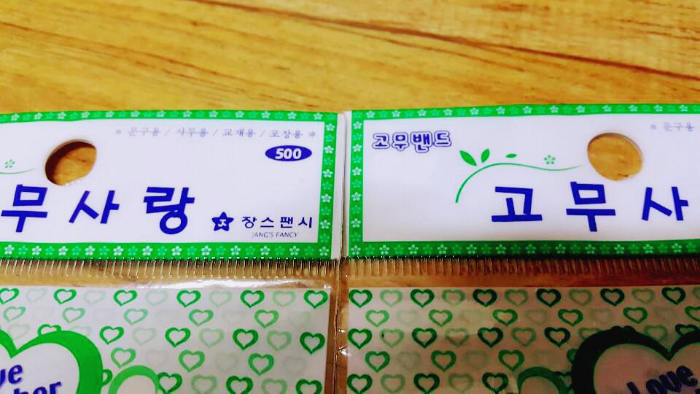 * 문구용 / 사무용 / 교재용 / 포장용 *
500
무사랑
장스팬시
JANG'S FANCY
고무밴드
* 문구용
고무사
Love